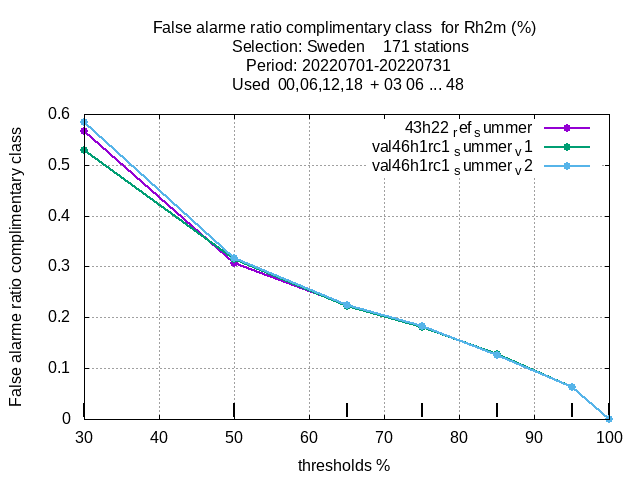 False alarme ratio complimentary class  for Rh2m (%)
Selection: Sweden    171 stations
Period: 20220701-20220731
Used  00,06,12,18  + 03 06 ... 48
43h22 ref summer
val46h1rc1 summer v1
val46h1rc1 summer v2
False alarme ratio complimentary class
0.6
0.5
0.4
0.3
0.2
0.1
0
30 40 50 60 70 80 90 100
thresholds %